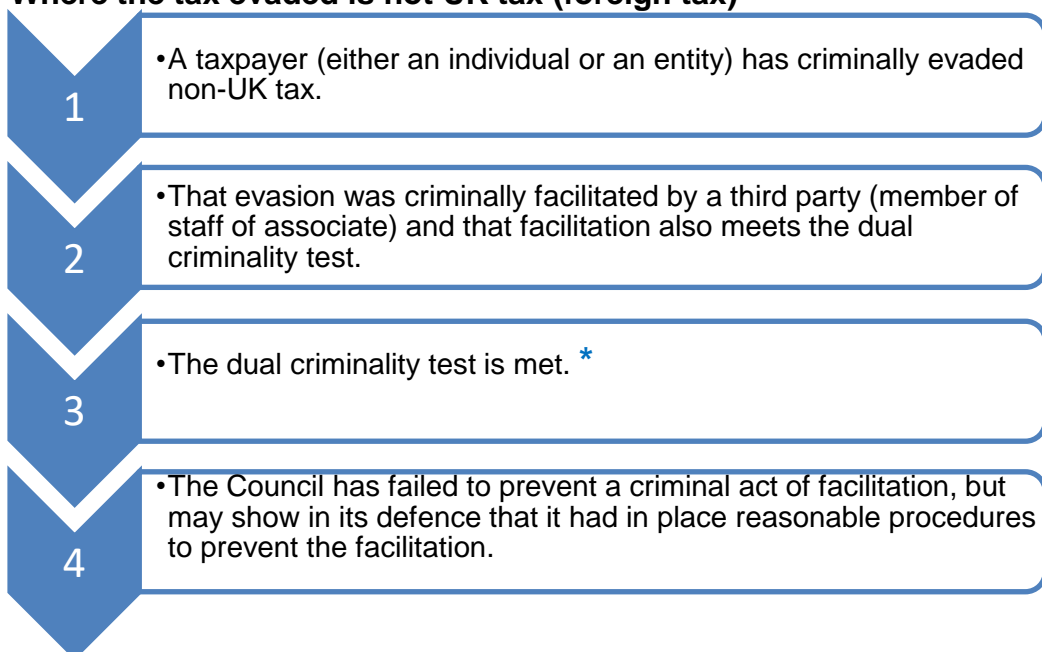 Where the tax evaded is not UK tax (foreign tax)
1
•A taxpayer (either an individual or an entity) has criminally evaded
non-UK tax.
2
•That evasion was criminally facilitated by a third party (member of
staff of associate) and that facilitation also meets the dual
criminality test.
3
•The dual criminality test is met. *
4
•The Council has failed to prevent a criminal act of facilitation, but
may show in its defence that it had in place reasonable procedures
to prevent the facilitation.